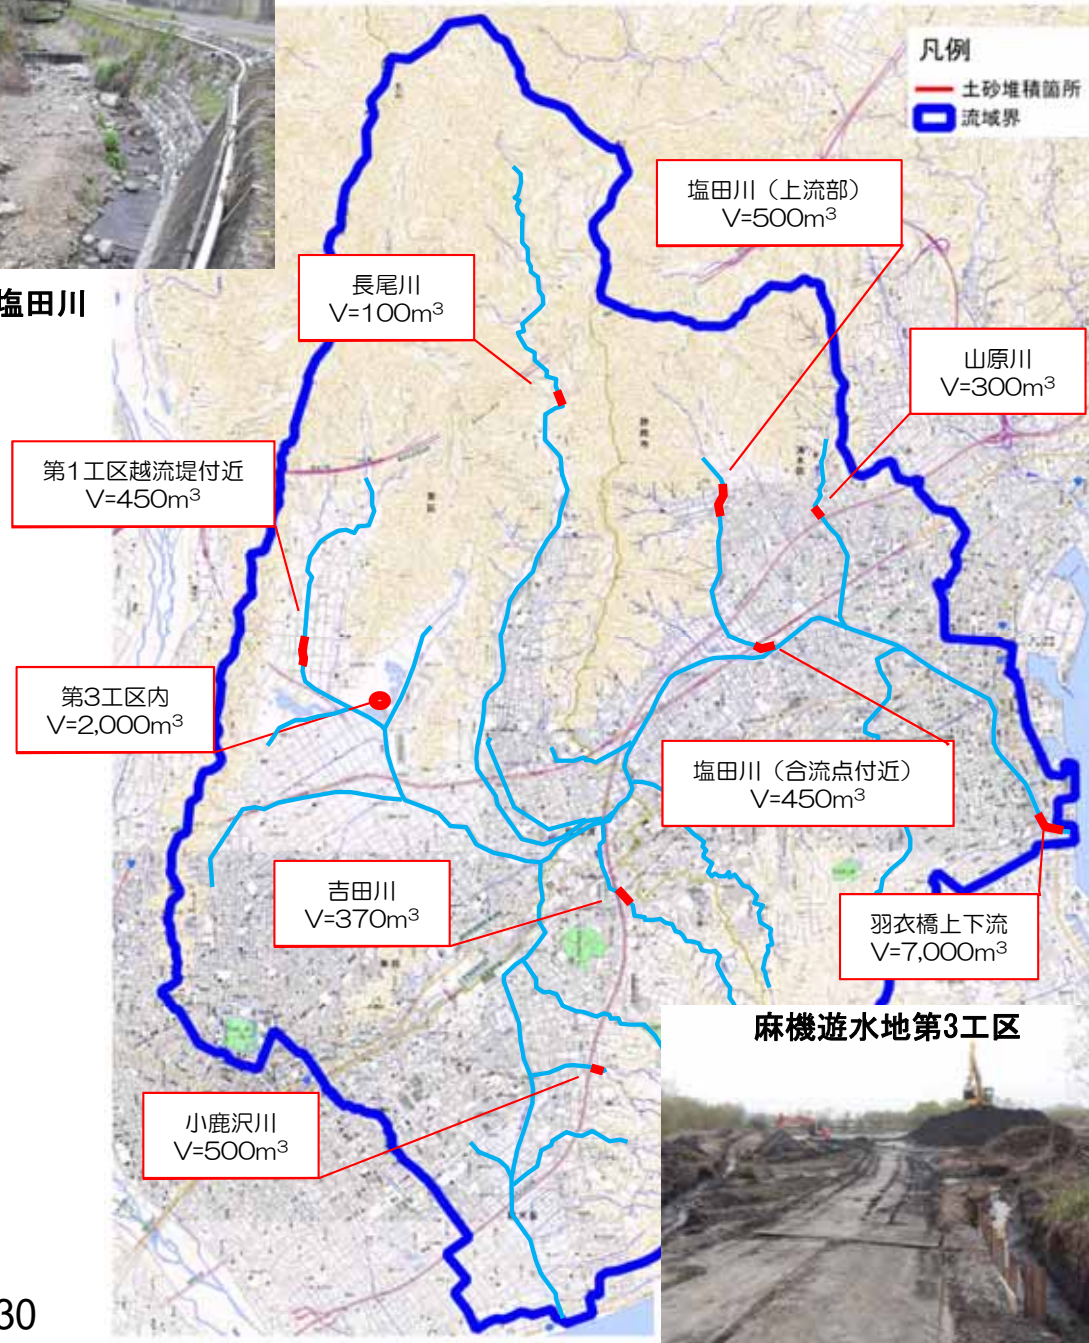 凡例
土砂堆積箇所
流域界
塩田川（上流部）
V=500m³
塩田川
長尾川
V=100m³
山原川
V=300m³
第1工区越流堤付近
V=450m³
第3工区内
V=2,000m³
塩田川（合流点付近）
V=450m³
吉田川
V=370m³
羽衣橋上下流
V=7,000m³
麻機遊水地第3工区
小鹿沢川
V=500m³
30